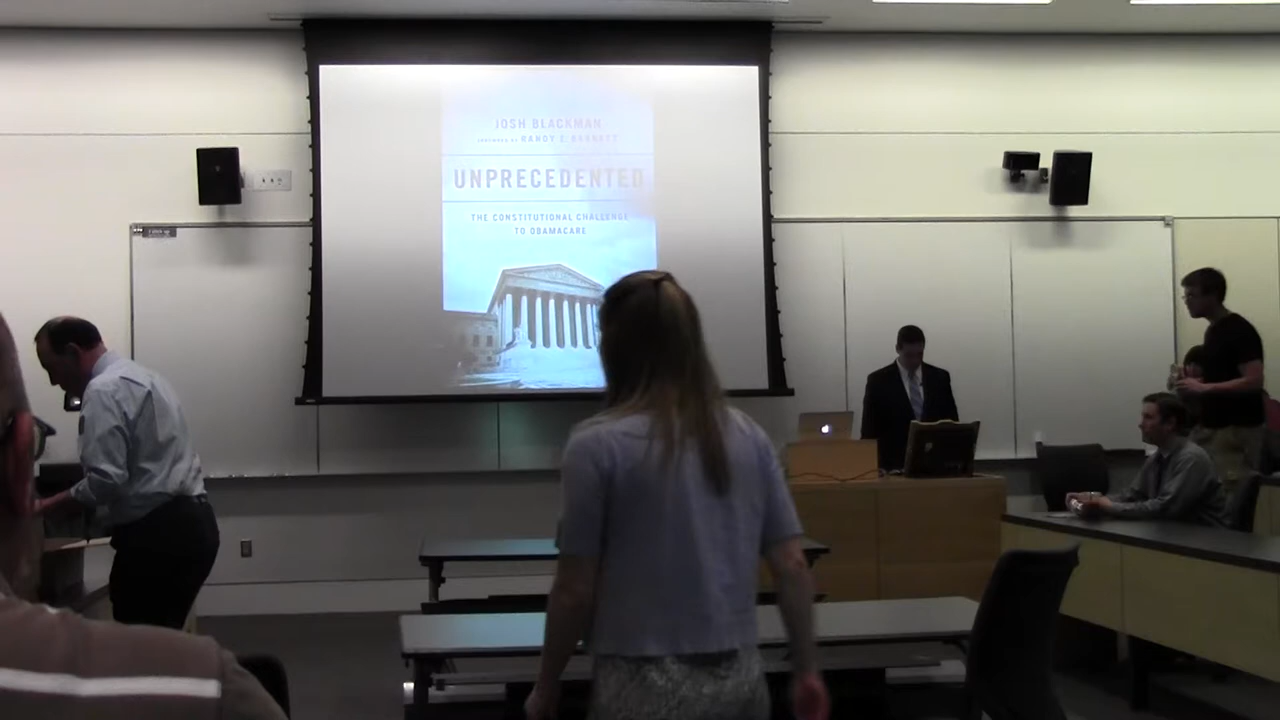 JOSH BLACKMAN
FOREWORD BY RANDY E. BARNETT
UNPRECEDENTED
THE CONSTITUTIONAL CHALLENGE
TO OBAMACARE